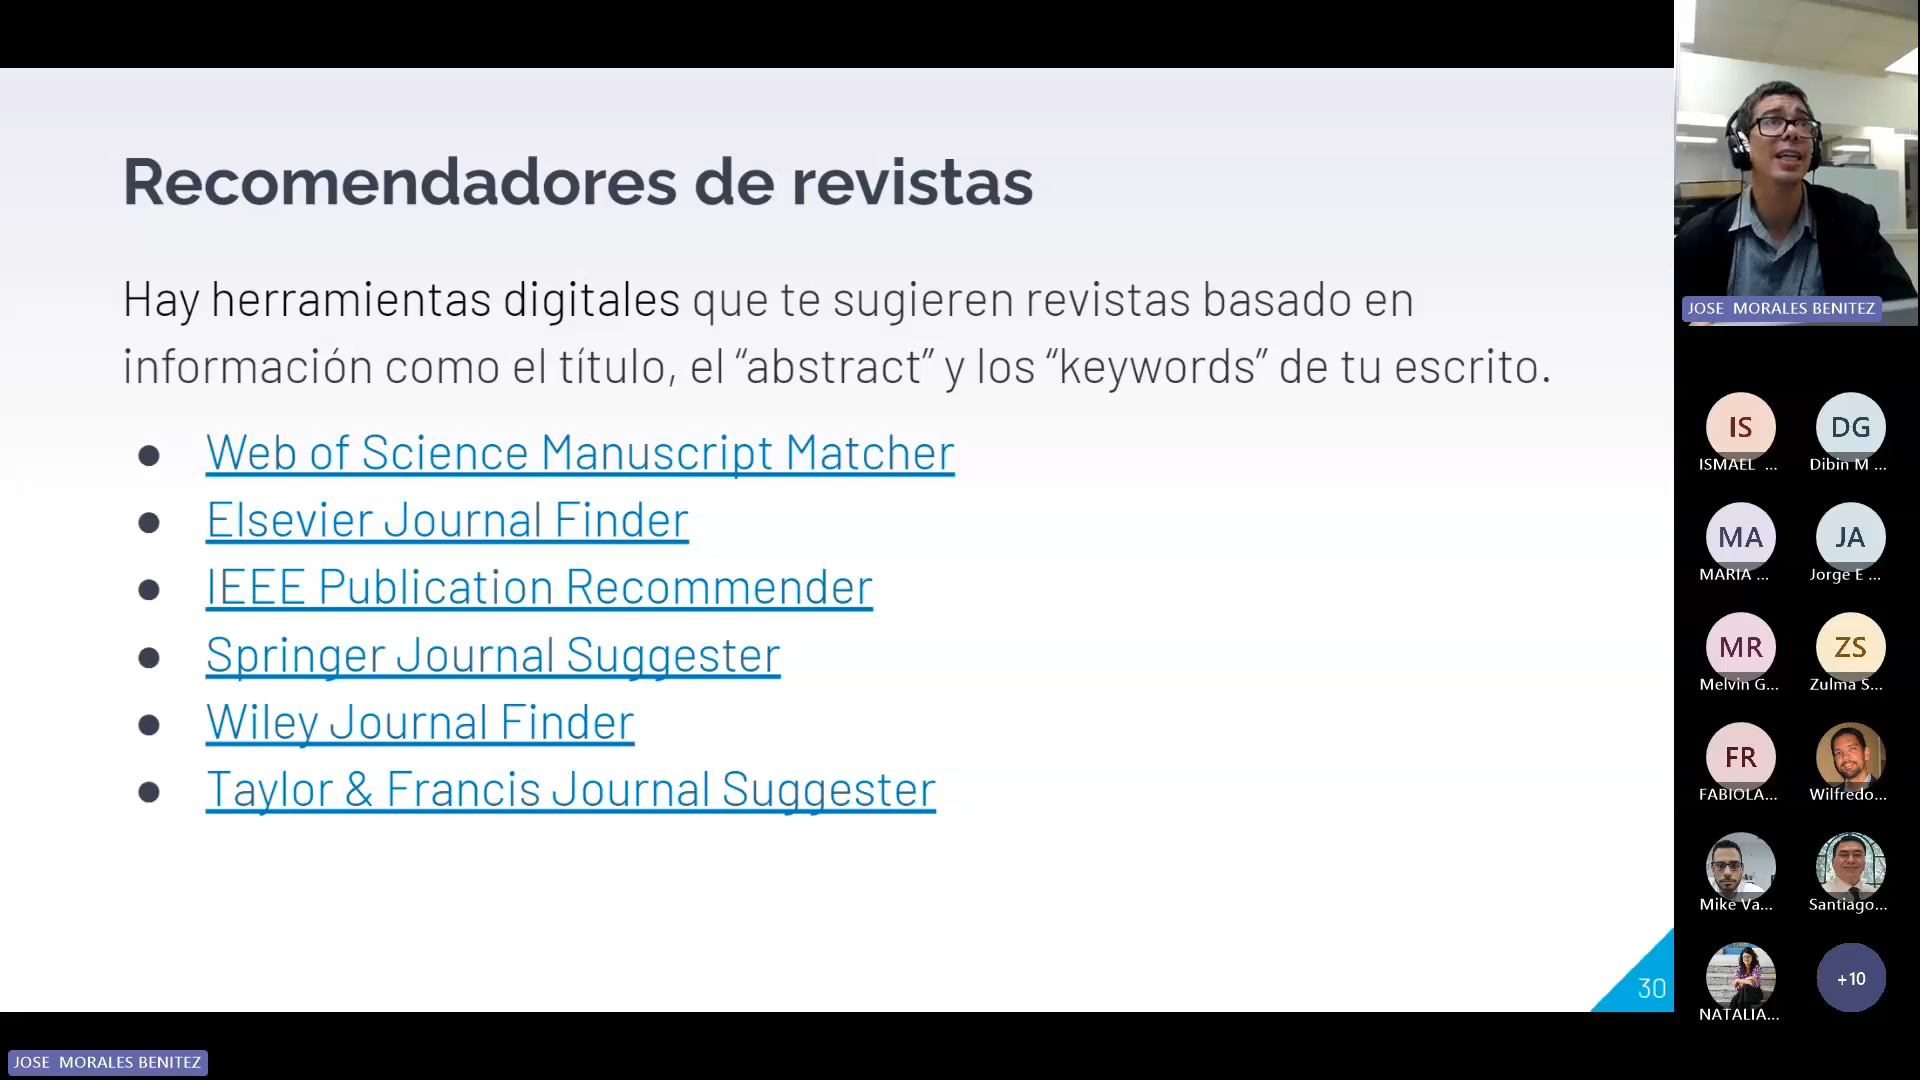 Recomendadores de revistas
Hay herramientas digitales que te sugieren revistas basado en
información como el título, el “abstract” y los “keywords” de tu escrito.
● Web of Science Manuscript Matcher
● Elsevier Journal Finder
● IEEE Publication Recommender
● Springer Journal Suggester
● Wiley Journal Finder
● Taylor & Francis Journal Suggester
30
JOSE MORALES BENITEZ
IS
ISMAEL ...
DG
Dibin M ...
MA
MARIA ...
JA
Jorge E ...
MR
Melvin G...
ZS
Zulma S...
FR
FABIOLA...
Wilfredo...
Mike Va...
Santiago...
NATALIA...
+10
JOSE MORALES BENITEZ